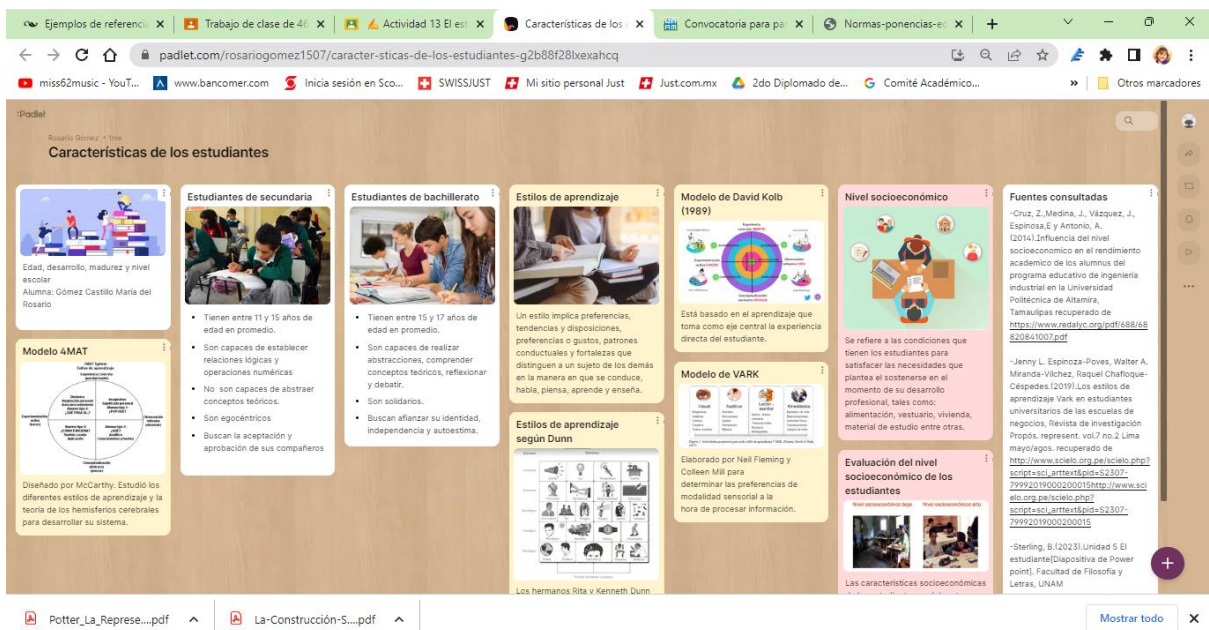 Ejemplos de referenci
Trabajo de clase de 4
Actividad 13 El est
Características de los
Convocatoria para pa
Normas-ponencias-e
padlet.com/rosariogomez1507/caracter-sticas-de-los-estudiantes-g2b88f28lxexahcq
miss62music - YouT...
www.bancomer.com
Inicia sesión en Sco...
SWISSJUST
Mi sitio personal Just
Just.com.mx
2do Diplomado de...
Comité Académico...
»
Otros marcadores
:Padlet
Rosario Gómez • 1me
Características de los estudiantes
Edad, desarrollo, madurez y nivel
escolar
Alumna: Gómez Castillo María del
Rosario
Modelo 4MAT
Diseñado por McCarthy. Estudió los
diferentes estilos de aprendizaje y la
teoría de los hemisferios cerebrales
para desarrollar su sistema.
Estudiantes de secundaria
• Tienen entre 11 y 15 años de
edad en promedio.
• Son capaces de establecer
relaciones lógicas y
operaciones numéricas
• No son capaces de abstraer
conceptos teóricos.
• Son egocéntricos
• Buscan la aceptación y
aprobación de sus compañeros
Estudiantes de bachillerato
• Tienen entre 15 y 17 años de
edad en promedio.
• Son capaces de realizar
abstracciones, comprender
conceptos teóricos, reflexionar
y debatir.
• Son solidarios.
• Buscan afianzar su identidad,
independencia y autoestima.
Estilos de aprendizaje
Un estilo implica preferencias,
tendencias y disposiciones,
preferencias o gustos, patrones
conductuales y fortalezas que
distinguen a un sujeto de los demás
en la manera en que se conduce,
habla, piensa, aprende y enseña.
Estilos de aprendizaje
según Dunn
Los hermanos Rita y Kenneth Dunn
Modelo de David Kolb
(1989)
Está basado en el aprendizaje que
toma como eje central la experiencia
directa del estudiante.
Modelo de VARK
Visual
Auditivo
Lector -
escritor
Kinestésico
Elaborado por Neil Fleming y
Colleen Mill para
determinar las preferencias de
modalidad sensorial a la
hora de procesar información.
Nivel socioeconómico
Se refiere a las condiciones que
tienen los estudiantes para
satisfacer las necesidades que
plantea el sostenerse en el
momento de su desarrollo
profesional, tales como:
alimentación, vestuario, vivienda,
material de estudio entre otras.
Evaluación del nivel
socioeconómico de los
estudiantes
Nivel socioeconómico bajo
Nivel socioeconómico alto
Las características socioeconómicas
Fuentes consultadas
-Cruz, Z.,Medina, J., Vázquez, J.,
Espinosa,E y Antonio, A.
(2014).Influencia del nivel
socioeconomico en el rendimiento
academico de los alumnus del
programa educativo de ingeniería
industrial en la Universidad
Politécnica de Altamira,
Tamaulipas recuperado de
https://www.redalyc.org/pdf/688/68
820841007.pdf
-Jenny L. Espinoza-Poves, Walter A.
Miranda-Vílchez, Raquel Chafloque-
Céspedes.(2019).Los estilos de
aprendizaje Vark en estudiantes
universitarios de las escuelas de
negocios, Revista de investigación
Propós. represent. vol.7 no.2 Lima
mayo/agos. recuperado de
http://www.scielo.org.pe/scielo.php?
script=sci_arttext&pid=S2307-
79992019000200015http://www.sci
elo.org.pe/scielo.php?
script=sci_arttext&pid=S2307-
79992019000200015
-Sterling, B.(2023).Unidad 5 El
estudiante[Diapositiva de Power
point]. Facultad de Filosofía y
Letras, UNAM
Potter_La_Represe....pdf
La-Construcción-S....pdf
Mostrar todo